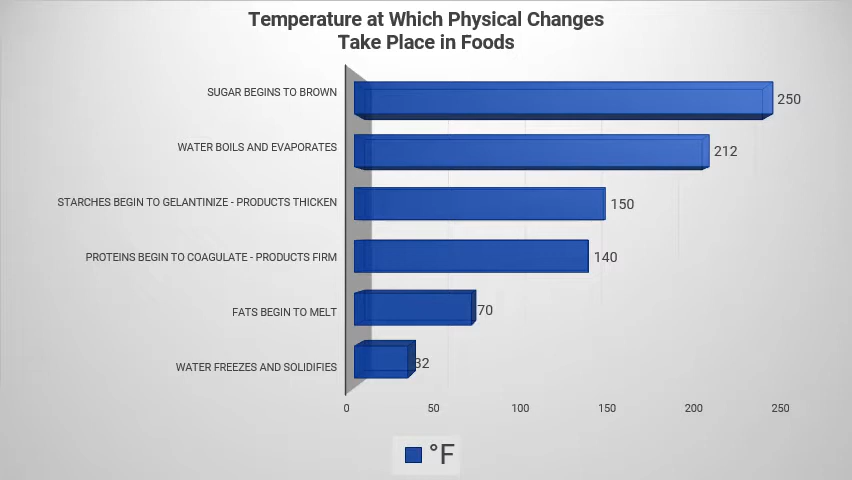 Temperature at Which Physical Changes
Take Place in Foods
SUGAR BEGINS TO BROWN
250
WATER BOILS AND EVAPORATES
212
STARCHES BEGIN TO GELANTINIZE - PRODUCTS THICKEN
150
PROTEINS BEGIN TO COAGULATE - PRODUCTS FIRM
140
FATS BEGIN TO MELT
70
WATER FREEZES AND SOLIDIFIES
32
0 50 100 150 200 250
°F